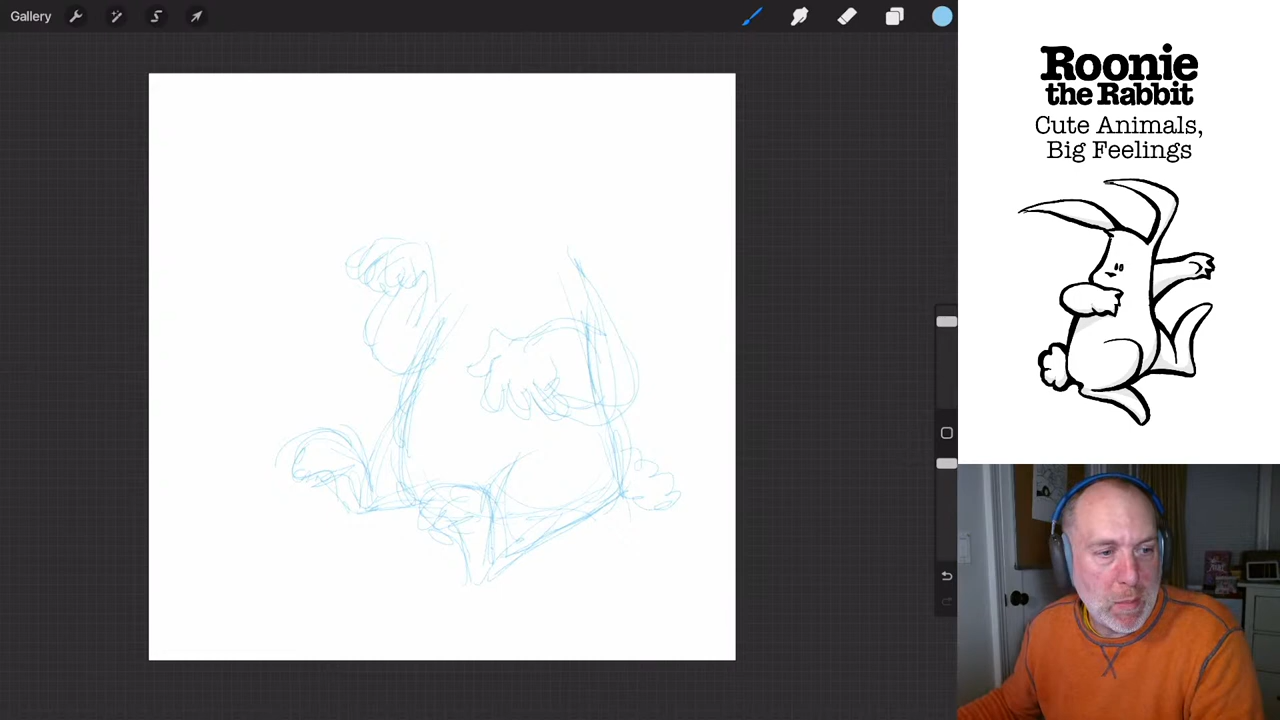 Gallery
Roonie
the Rabbit
Cute Animals,
Big Feelings